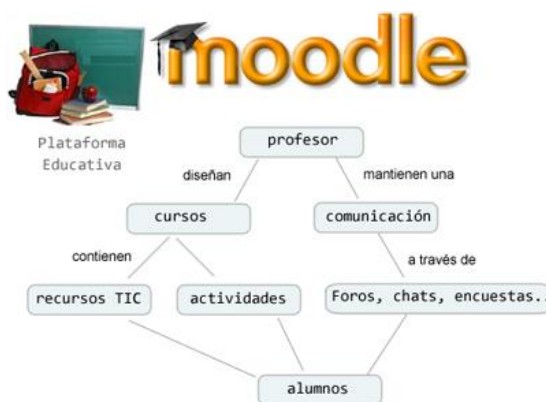 moodle
Plataforma
Educativa
profesor
diseñan
mantienen una
cursos
comunicación
contienen
a través de
recursos TIC
actividades
Foros, chats, encuestas..
alumnos